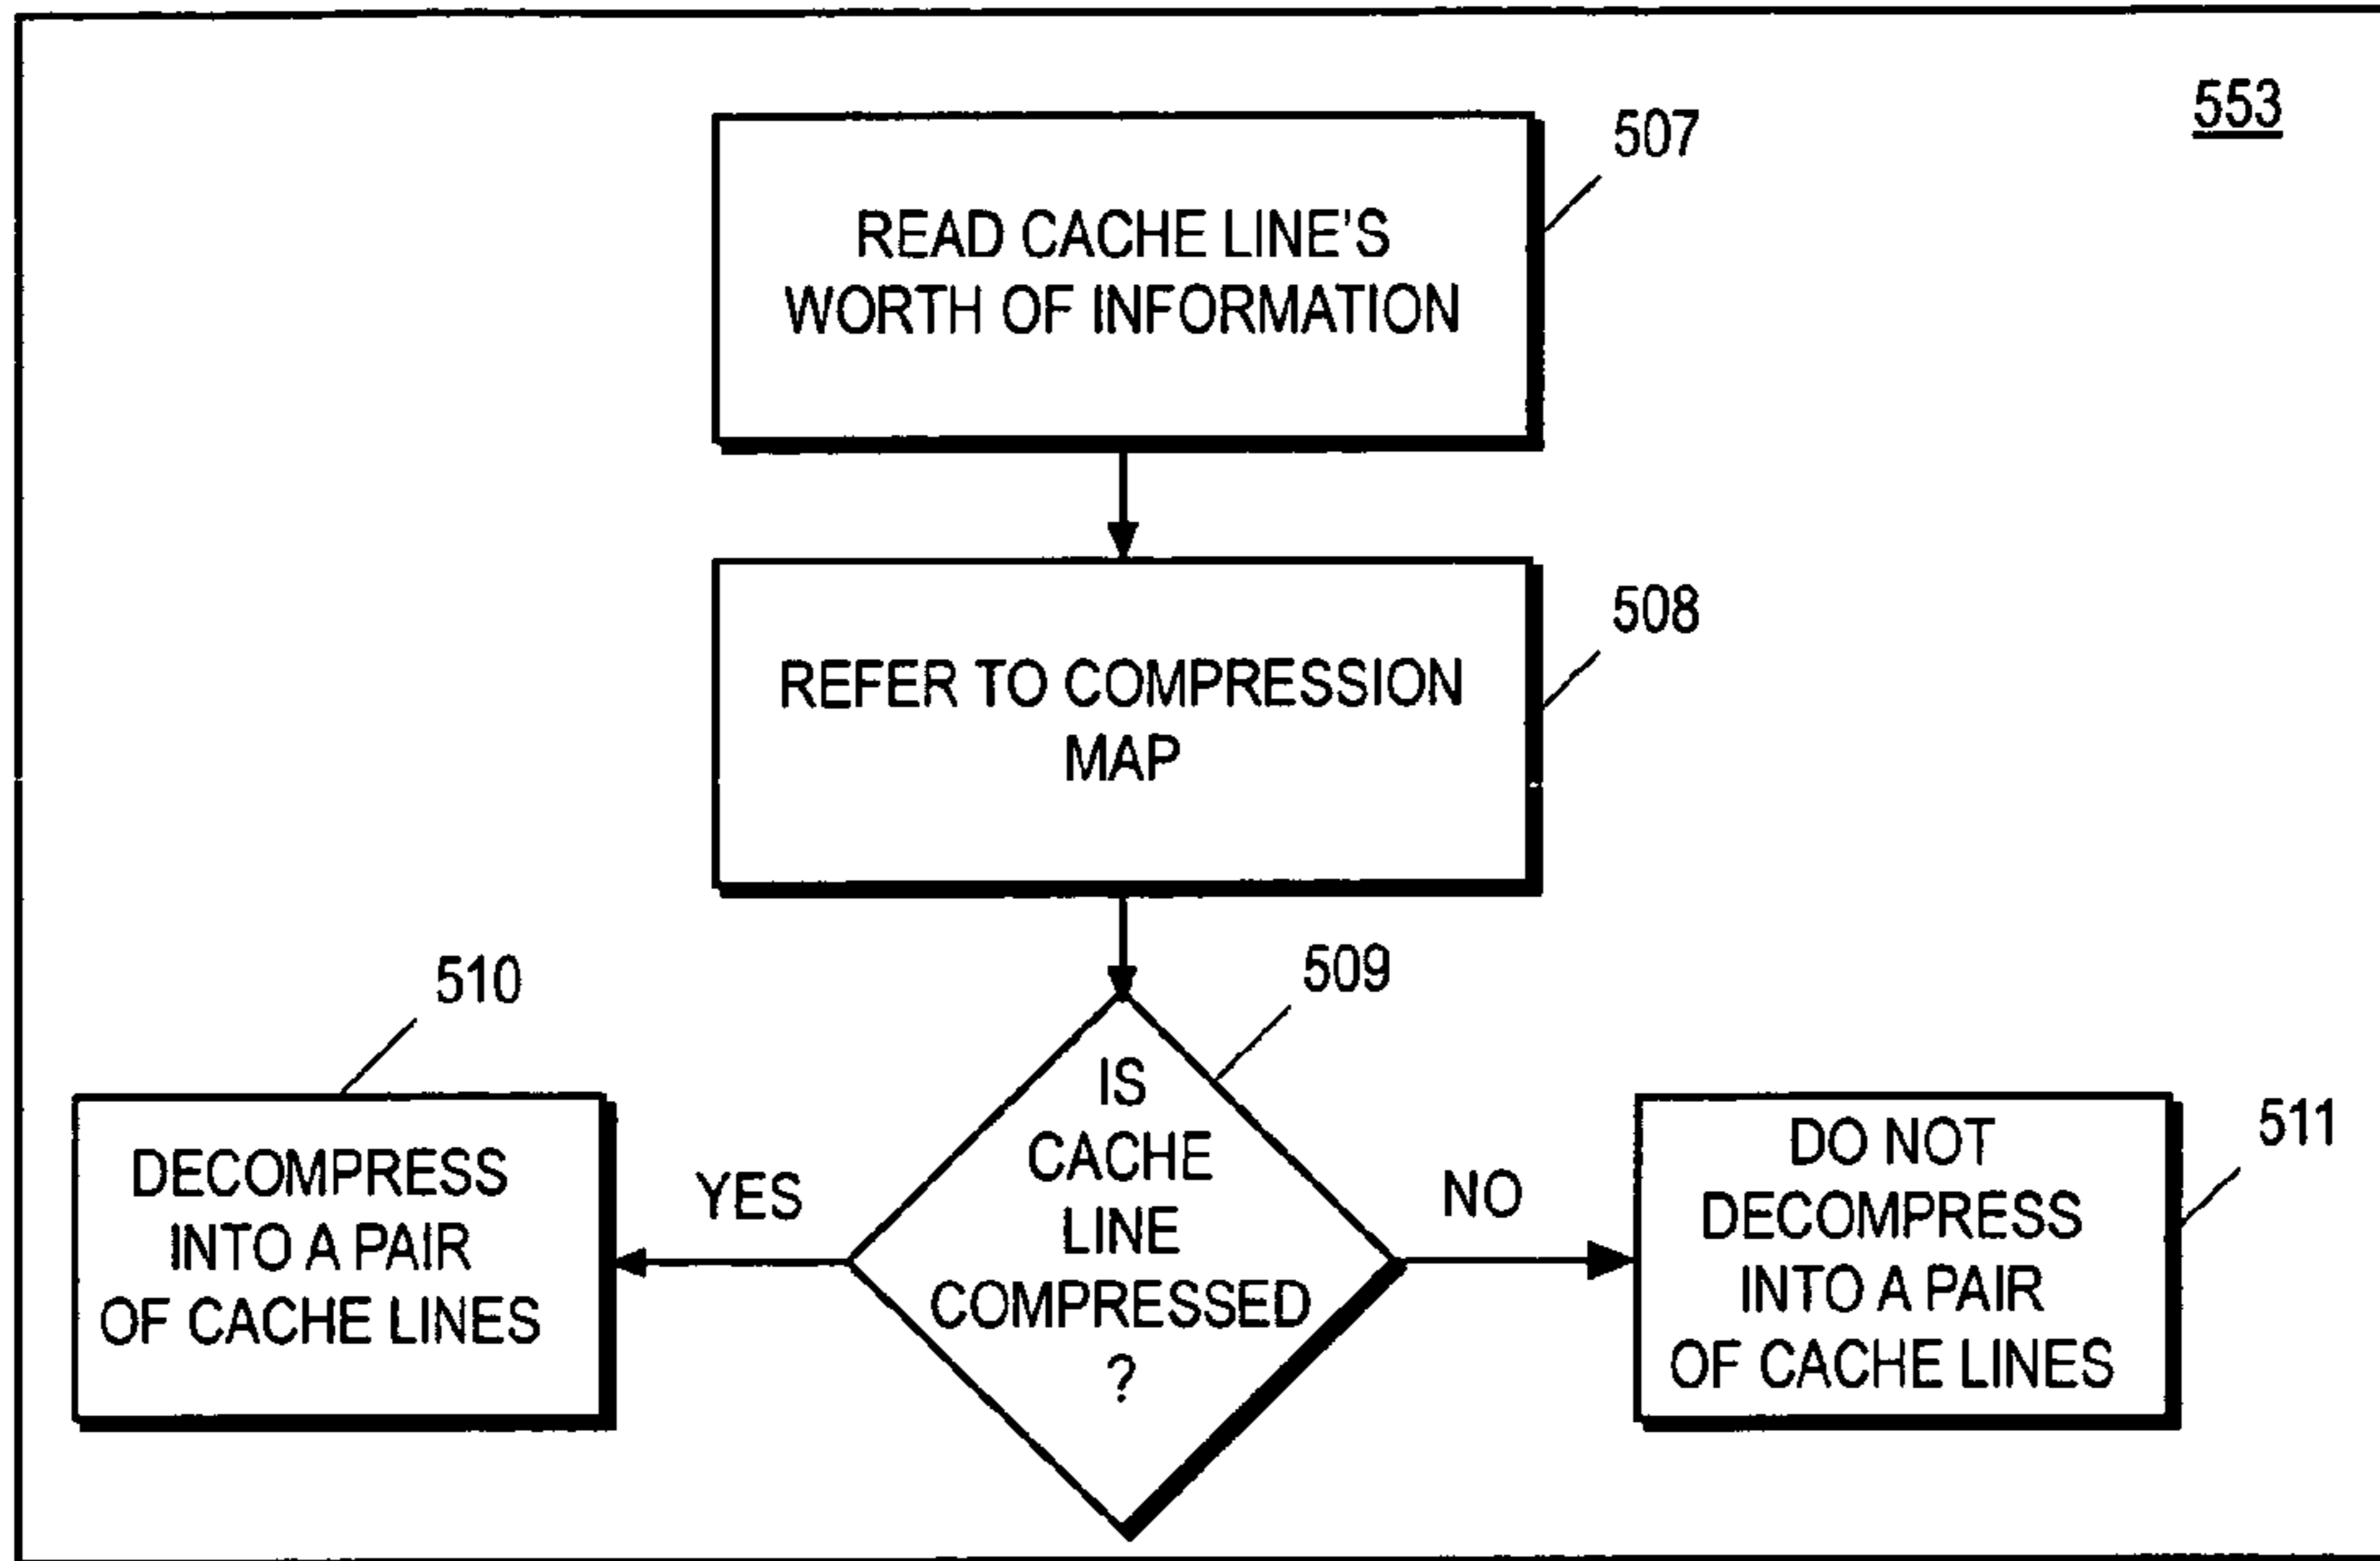 553
507
READ CACHE LINE'S
WORTH OF INFORMATION
508
REFER TO COMPRESSION
MAP
509
IS
CACHE
LINE
COMPRESSED
?
510
YES
DECOMPRESS
INTO A PAIR
OF CACHE LINES
NO
511
DO NOT
DECOMPRESS
INTO A PAIR
OF CACHE LINES